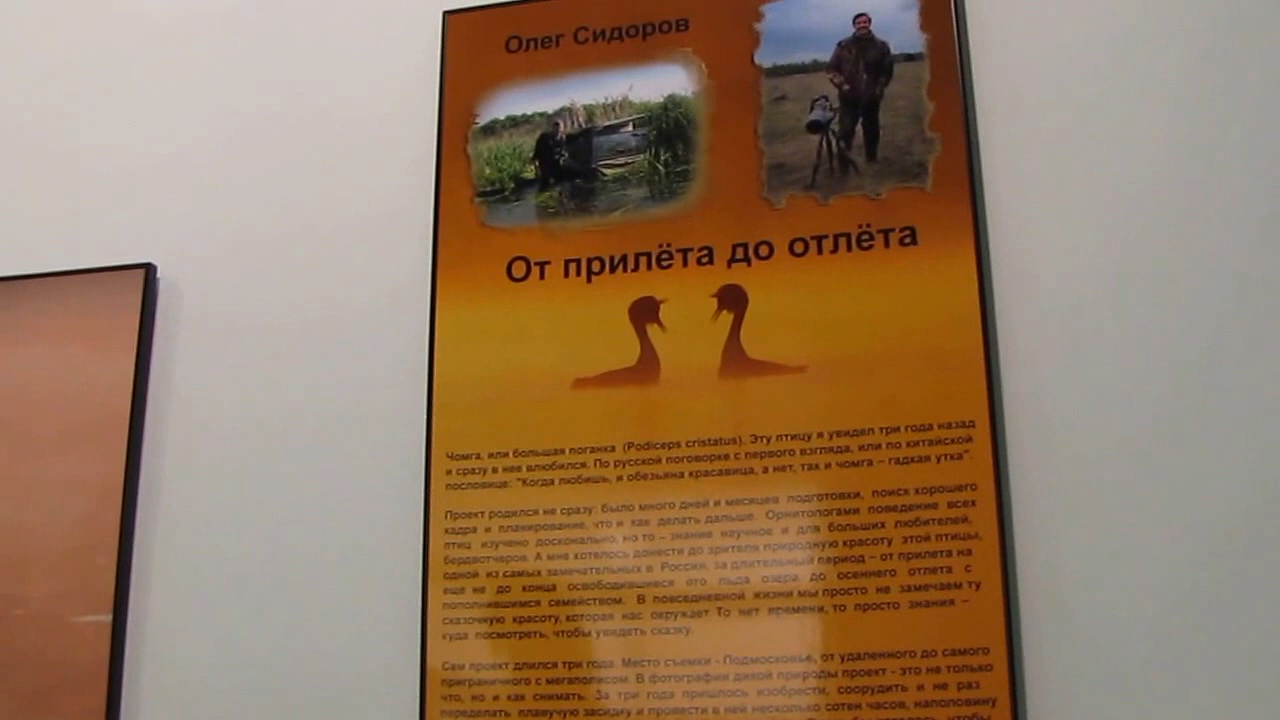 Олег Сидоров
От прилёта до отлёта
Чомга, или большая поганка (Podiceps cristatus). Эту птицу я увидел три года назад
и сразу в нее влюбился. По русской поговорке с первого взгляда, или по китайской
пословице: "Когда любишь, и обезьяна красавица, а нет, так и чомга – гадкая утка".
Проект родился не сразу: было много дней и месяцев подготовки, поиск хорошего
кадра и планирование, что и как делать дальше. Орнитологами поведение всех
птиц изучено досконально, но то – знание научное и для больших любителей,
бердвотчеров. А мне хотелось донести до зрителя природную красоту этой птицы,
одной из самых замечательных в России, за длительный период – от прилета на
еще не до конца освободившиеся ото льда озера до осеннего отлета с
пополнившимся семейством. В повседневной жизни мы просто не замечаем ту
сказочную красоту, которая нас окружает. То нет времени, то просто знания –
куда посмотреть, чтобы увидеть сказку.
Сем проект длился три года. Место съемки - Подмосковье, от удаленного до самого
приграничного с мегаполисом. В фотографии дикой природы проект - это не только
что, но и как снимать. За три года пришлось изобрести, соорудить и не раз
переделать плавучую засидку и провести в ней несколько сотен часов, наполовину
чтобы